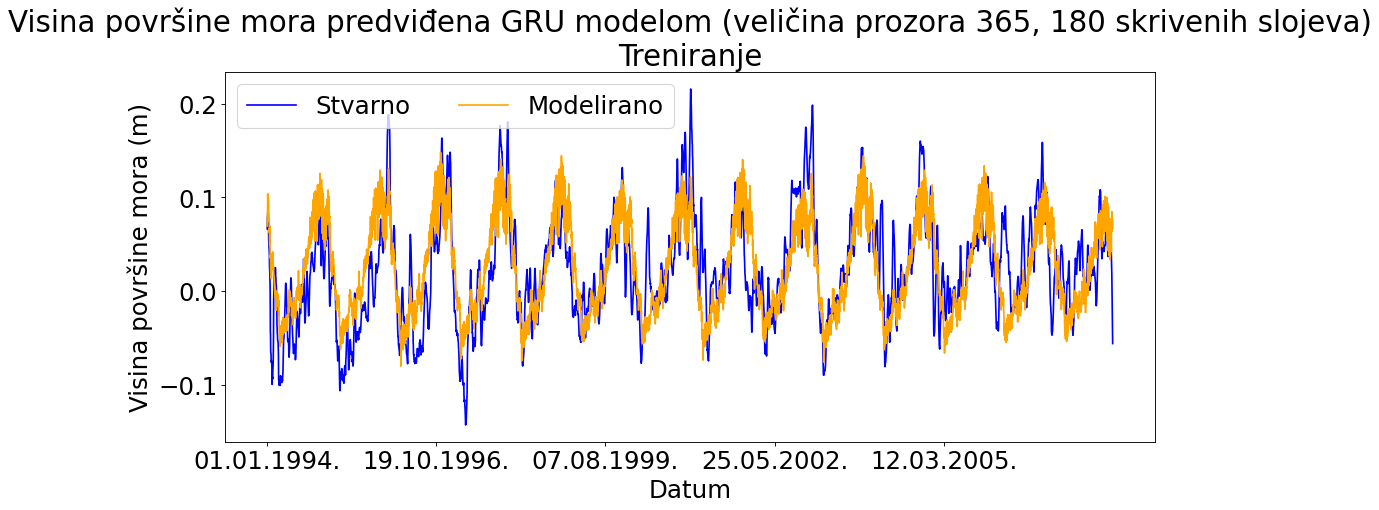 Visina površine mora predviđena GRU modelom (veličina prozora 365, 180 skrivenih slojeva)
Treniranje
Stvarno
Modelirano
Visina površine mora (m)
0.2
0.1
0.0
−0.1
01.01.1994.
19.10.1996.
07.08.1999.
25.05.2002.
12.03.2005.
Datum